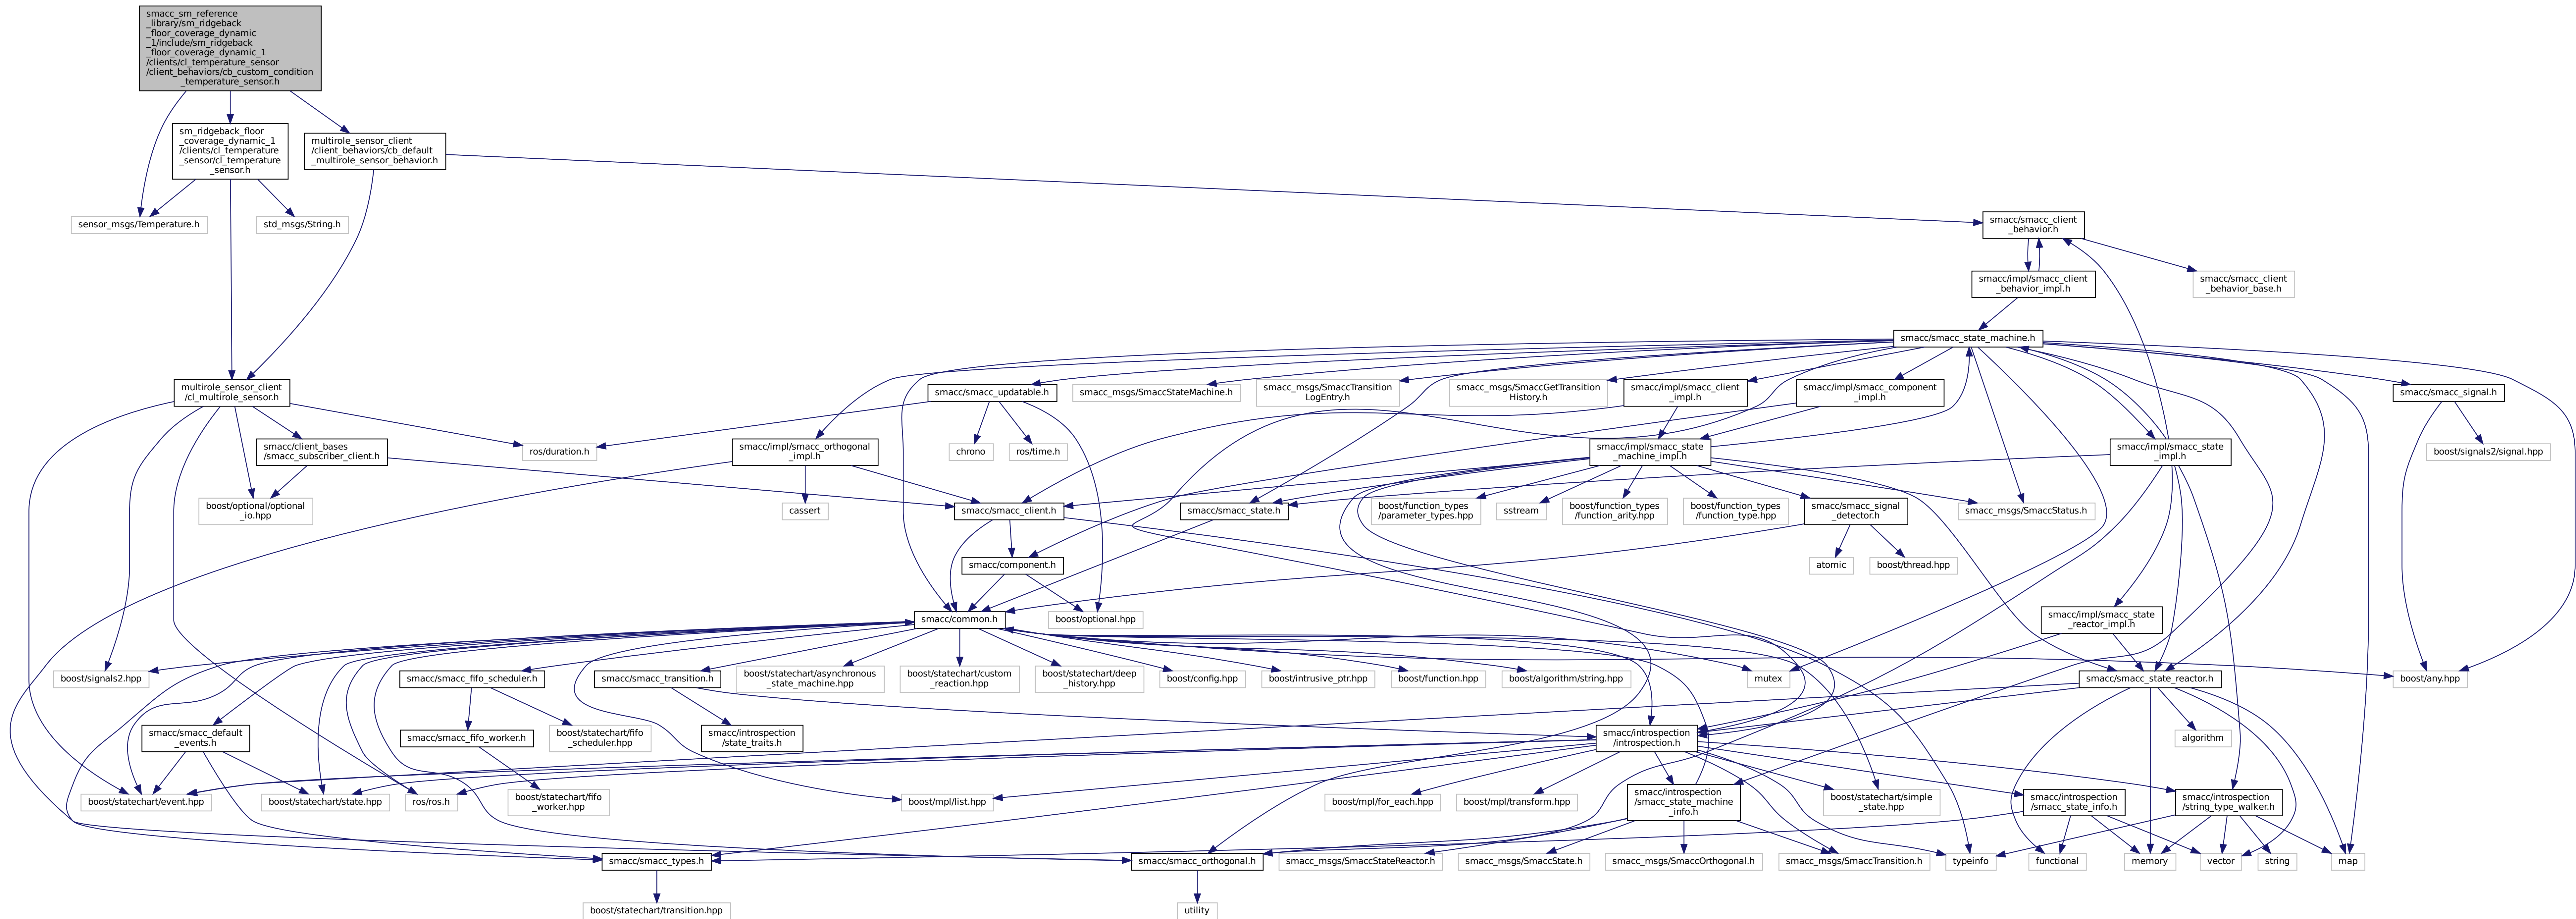 smacc_sm_reference
_library/sm_ridgeback
_floor_coverage_dynamic
_1/include/sm_ridgeback
_floor_coverage_dynamic_1
/clients/cl_temperature_sensor
/client_behaviors/cb_custom_condition
_temperature_sensor.h
sm_ridgeback_floor
_coverage_dynamic_1
/clients/cl_temperature
_sensor/cl_temperature
_sensor.h
multirole_sensor_client
/client_behaviors/cb_default
_multirole_sensor_behavior.h
sensor_msgs/Temperature.h
std_msgs/String.h
smacc/smacc_client
_behavior.h
smacc/impl/smacc_client
_behavior_impl.h
smacc/smacc_client
_behavior_base.h
smacc/smacc_state_machine.h
multirole_sensor_client
/cl_multirole_sensor.h
smacc/smacc_updatable.h
smacc_msgs/SmaccStateMachine.h
smacc_msgs/SmaccTransition
LogEntry.h
smacc_msgs/SmaccGetTransition
History.h
smacc/impl/smacc_client
_impl.h
smacc/impl/smacc_component
_impl.h
smacc/smacc_signal.h
smacc/client_bases
/smacc_subscriber_client.h
ros/duration.h
smacc/impl/smacc_orthogonal
_impl.h
chrono
ros/time.h
smacc/impl/smacc_state
_machine_impl.h
smacc/impl/smacc_state
_impl.h
boost/signals2/signal.hpp
boost/optional/optional
_io.hpp
cassert
smacc/smacc_client.h
smacc/smacc_state.h
boost/function_types
/parameter_types.hpp
sstream
boost/function_types
/function_arity.hpp
boost/function_types
/function_type.hpp
smacc/smacc_signal
_detector.h
smacc_msgs/SmaccStatus.h
smacc/component.h
atomic
boost/thread.hpp
smacc/common.h
boost/optional.hpp
smacc/impl/smacc_state
_reactor_impl.h
boost/signals2.hpp
smacc/smacc_fifo_scheduler.h
smacc/smacc_transition.h
boost/statechart/asynchronous
_state_machine.hpp
boost/statechart/custom
_reaction.hpp
boost/statechart/deep
_history.hpp
boost/config.hpp
boost/intrusive_ptr.hpp
boost/function.hpp
boost/algorithm/string.hpp
mutex
smacc/smacc_state_reactor.h
boost/any.hpp
smacc/smacc_default
_events.h
smacc/smacc_fifo_worker.h
boost/statechart/fifo
_scheduler.hpp
smacc/introspection
/state_traits.h
smacc/introspection
/introspection.h
algorithm
boost/statechart/event.hpp
boost/statechart/state.hpp
ros/ros.h
boost/statechart/fifo
_worker.hpp
boost/mpl/list.hpp
boost/mpl/for_each.hpp
boost/mpl/transform.hpp
smacc/introspection
/smacc_state_machine
_info.h
boost/statechart/simple
_state.hpp
smacc/introspection
/smacc_state_info.h
smacc/introspection
/string_type_walker.h
smacc/smacc_types.h
smacc/smacc_orthogonal.h
smacc_msgs/SmaccStateReactor.h
smacc_msgs/SmaccState.h
smacc_msgs/SmaccOrthogonal.h
smacc_msgs/SmaccTransition.h
typeinfo
functional
memory
vector
string
map
boost/statechart/transition.hpp
utility